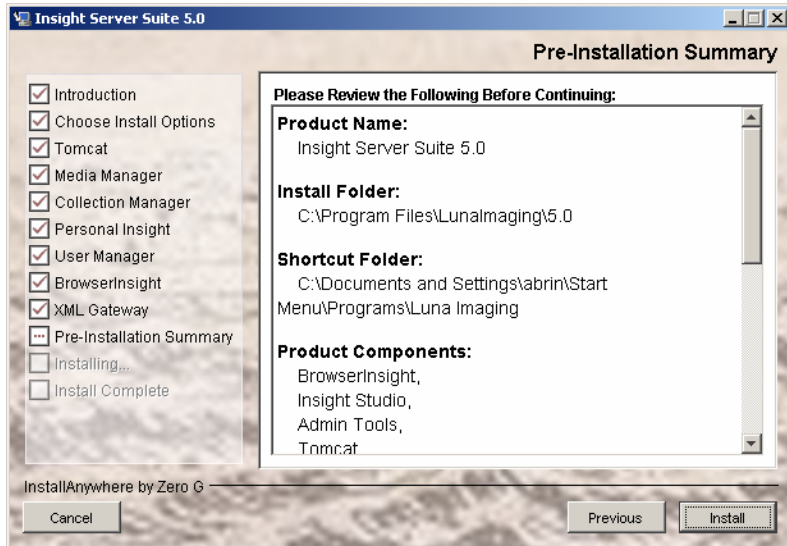 Insight Server Suite 5.0
Pre-Installation Summary
Introduction
Choose Install Options
Tomcat
Media Manager
Collection Manager
Personal Insight
User Manager
BrowserInsight
XML Gateway
Pre-Installation Summary
Installing...
Install Complete
Please Review the Following Before Continuing:
Product Name:
Insight Server Suite 5.0
Install Folder:
C:\Program Files\LunaImaging\5.0
Shortcut Folder:
C:\Documents and Settings\abrin\Start
Menu\Programs\Luna Imaging
Product Components:
BrowserInsight,
Insight Studio,
Admin Tools,
Tomcat
InstallAnywhere by Zero G
Cancel
Previous
Install